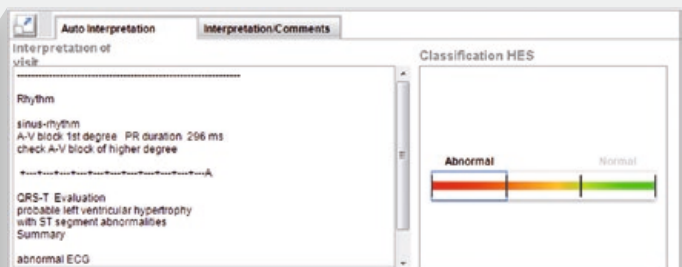 Auto Interpretation
Interpretation/Comments
Interpretation of
visit
Rhythm
sinus-rhythm
A-V block 1st degree PR duration 296 ms
check A-V block of higher degree
+---+---+---+---+---+---+---+---+---+---+---A
QRS-T Evaluation
probable left ventricular hypertrophy
with ST segment abnormalities
Summary
abnormal ECG
Classification HES
Abnormal
Normal